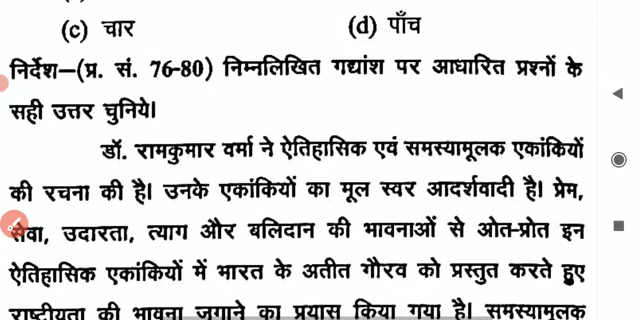 (c) चार (d) पाँच
निर्देश–(प्र. सं. 76-80) निम्नलिखित गद्यांश पर आधारित प्रश्नों के
सही उत्तर चुनिये।
डॉ. रामकुमार वर्मा ने ऐतिहासिक एवं समस्यामूलक एकांकियों
की रचना की है। उनके एकांकियों का मूल स्वर आदर्शवादी है। प्रेम,
सेवा, उदारता, त्याग और बलिदान की भावनाओं से ओत-प्रोत इन
ऐतिहासिक एकांकियों में भारत के अतीत गौरव को प्रस्तुत करते हुए
राष्टीयता की भावना जगाने का प्रयास किया गया है। समस्यामूलक